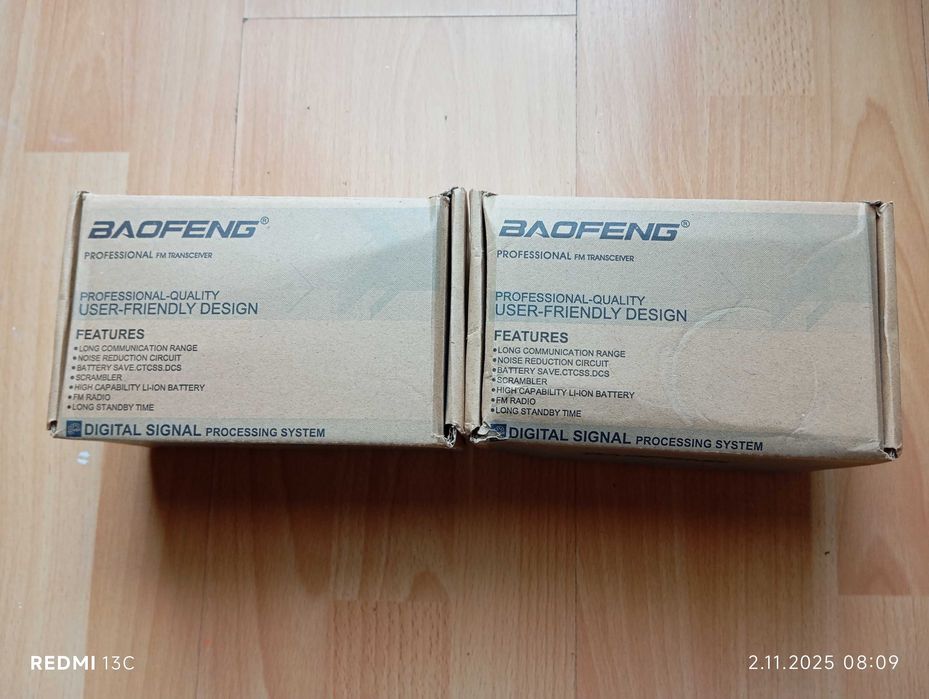 BAOFENG®
PROFESSIONAL FM TRANSCEIVER
PROFESSIONAL-QUALITY
USER-FRIENDLY DESIGN
FEATURES
•LONG COMMUNICATION RANGE
•NOISE REDUCTION CIRCUIT
•BATTERY SAVE.CTCSS.DCS
•SCRAMBLER
•HIGH CAPABILITY LI-ION BATTERY
•FM RADIO
•LONG STANDBY TIME
DIGITAL SIGNAL PROCESSING SYSTEM
BAOFENG®
PROFESSIONAL FM TRANSCEIVER
PROFESSIONAL-QUALITY
USER-FRIENDLY DESIGN
FEATURES
•LONG COMMUNICATION RANGE
•NOISE REDUCTION CIRCUIT
•BATTERY SAVE.CTCSS.DCS
•SCRAMBLER
•HIGH CAPABILITY LI-ION BATTERY
•FM RADIO
•LONG STANDBY TIME
DIGITAL SIGNAL PROCESSING SYSTEM
REDMI 13C
2.11.2025 08:09